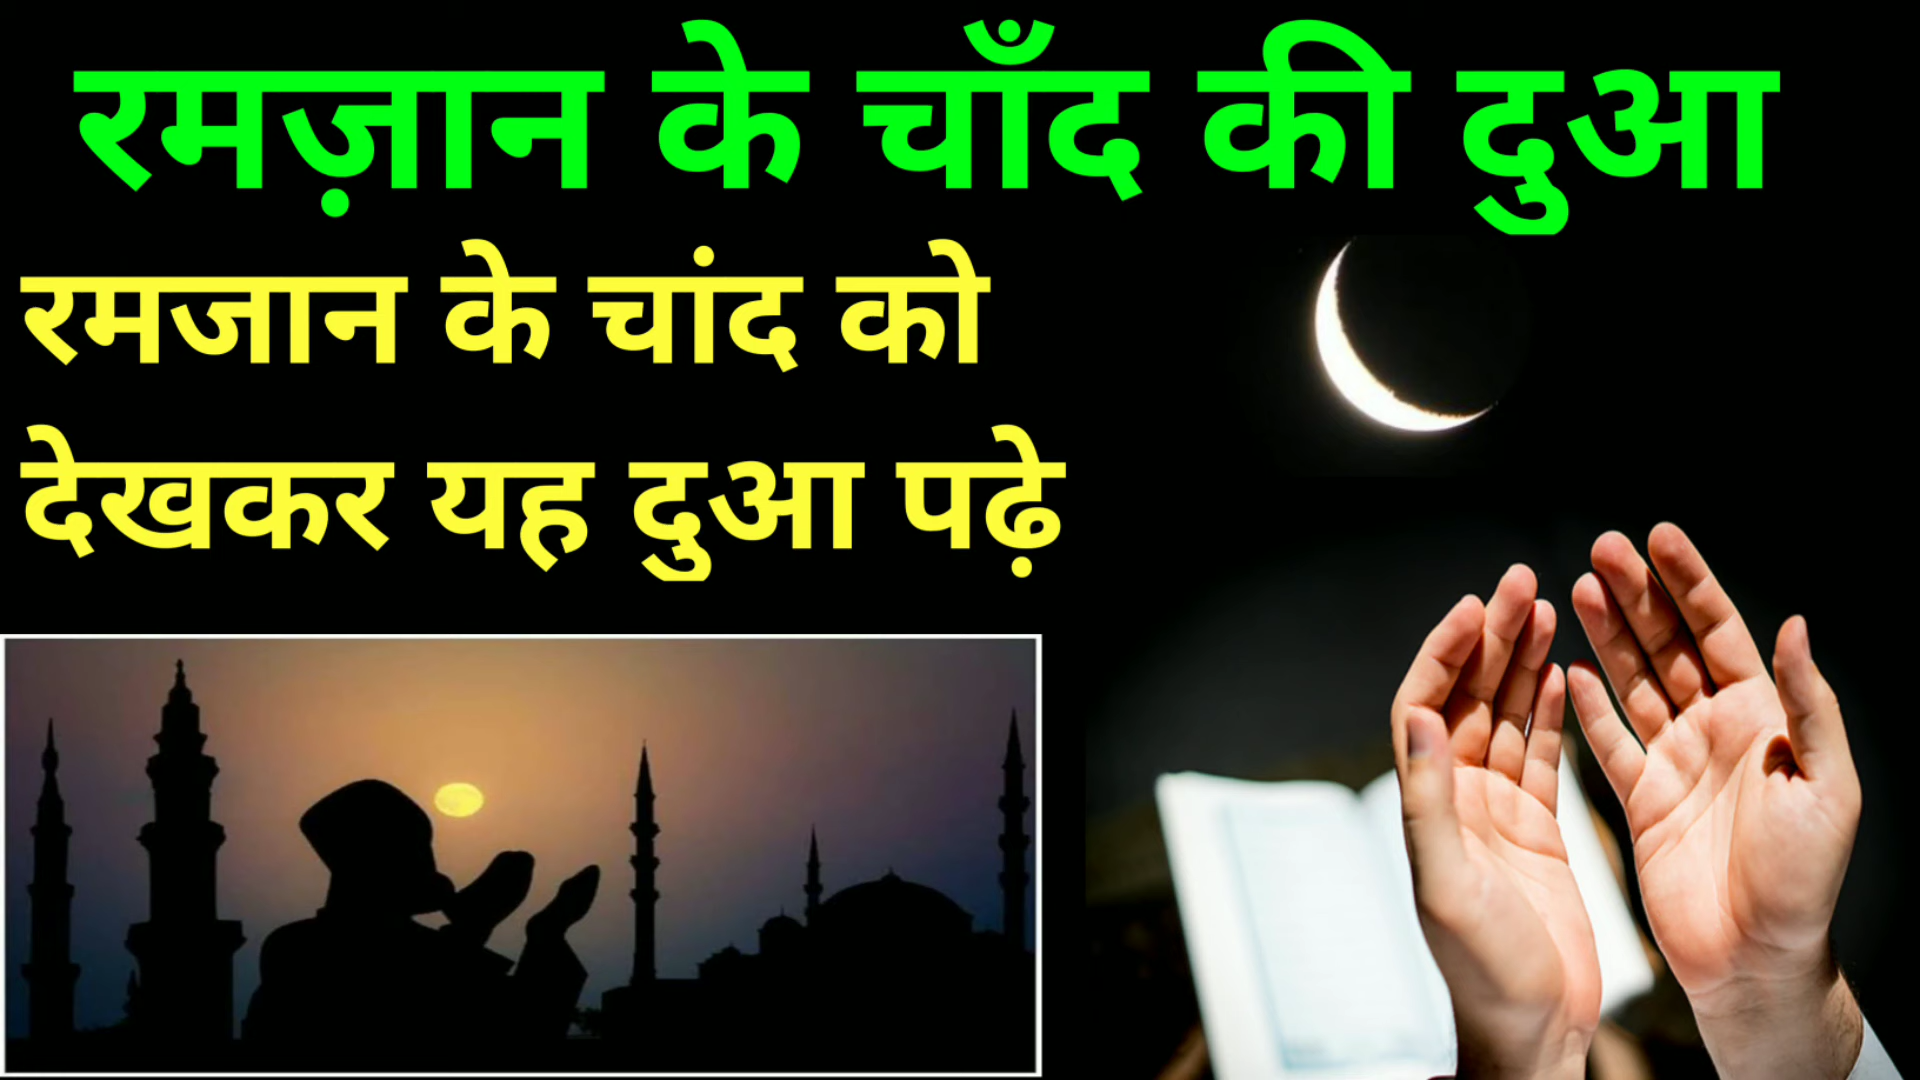 रमज़ान के चाँद की दुआ
रमजान के चांद को
देखकर यह दुआ पढ़े